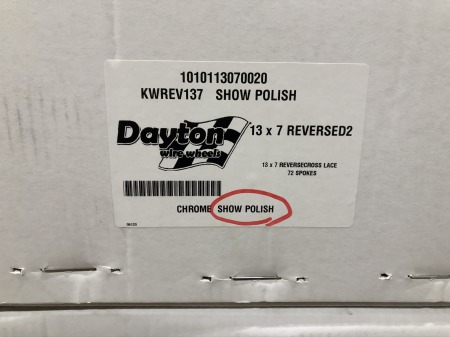 1010113070020
KWREV137 SHOW POLISH
Dayton
wire wheels
13 x 7 REVERSED2
13 x 7 REVERSECROSS LACE
72 SPOKES
CHROME SHOW POLISH